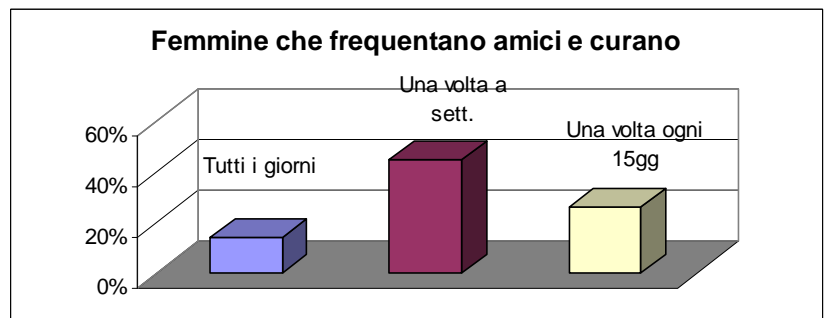 Femmine che frequentano amici e curano
Una volta a
sett.
Una volta ogni
15gg
Tutti i giorni
60%
40%
20%
0%